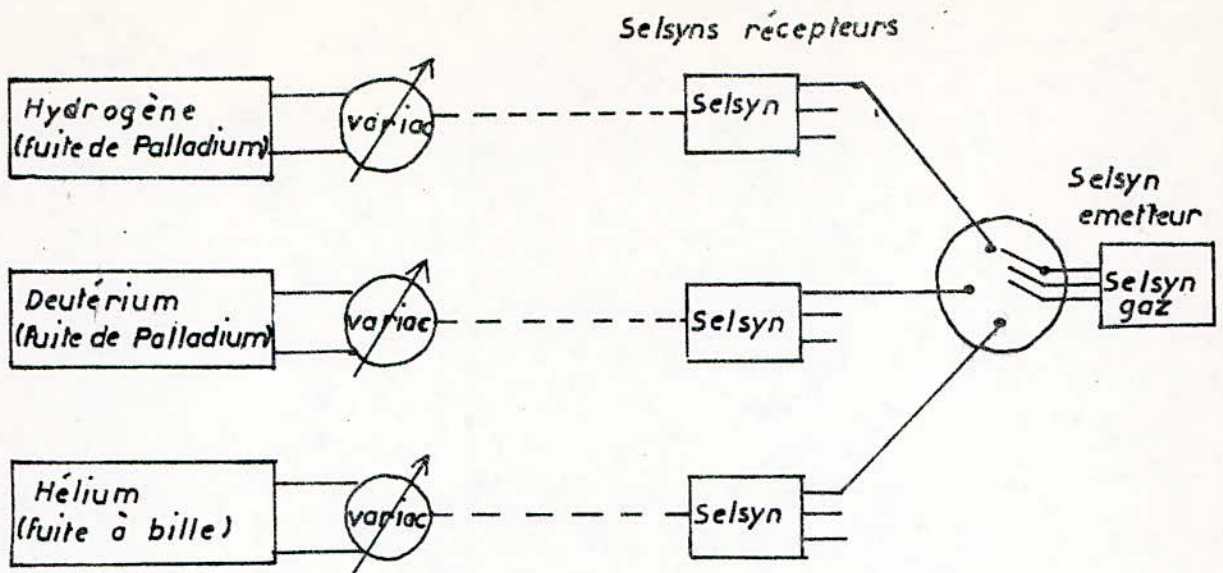 Selsyns récepteurs
Hydrogène
(fuite de Palladium)
variac
Selsyn
Selsyn
emetteur
Selsyn
gaz
Deutérium
(fuite de Palladium)
variac
Selsyn
Hélium
(fuite à bille)
variac
Selsyn